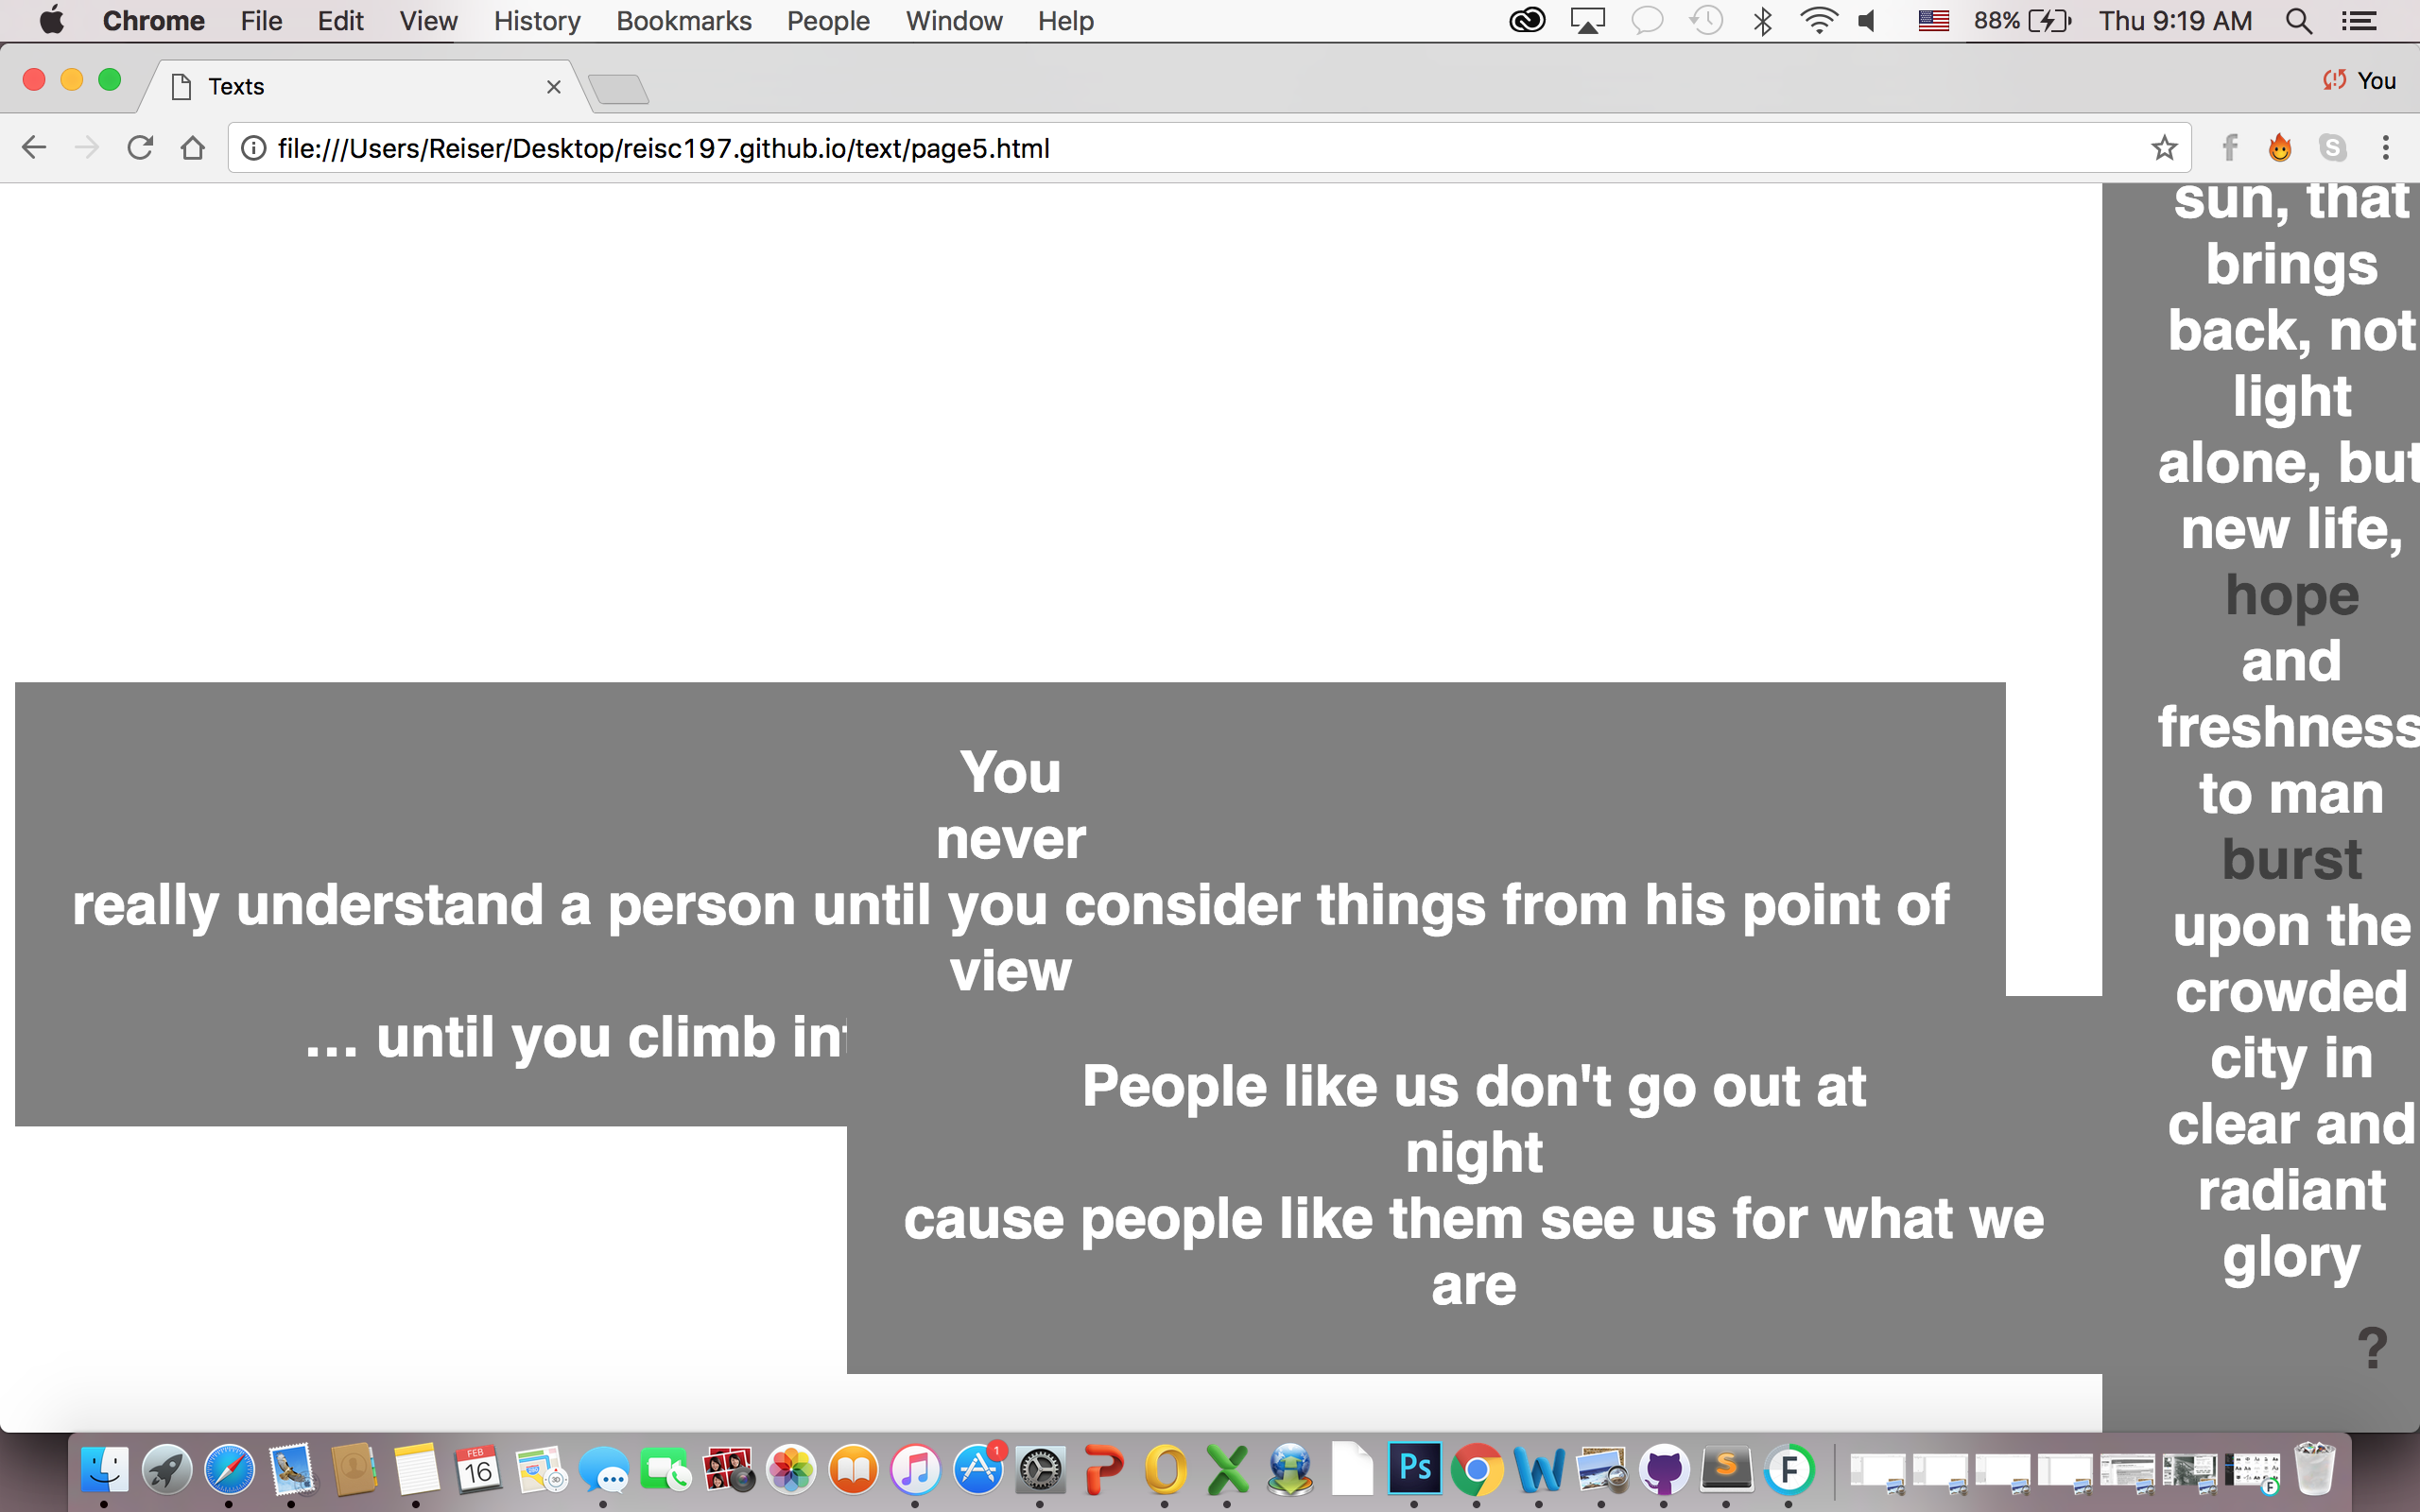 Chrome File Edit View History Bookmarks People Window Help 88% Thu 9:19 AM
Texts You
file:///Users/Reiser/Desktop/reisc197.github.io/text/page5.html
You
never
really understand a person until you consider things from his point of
view
... until you climb int
People like us don't go out at
night
cause people like them see us for what we
are
sun, that
brings
back, not
light
alone, but
new life,
hope
and
freshness
to man
burst
upon the
crowded
city in
clear and
radiant
glory
?
FEB
16
1
Ps
S
F